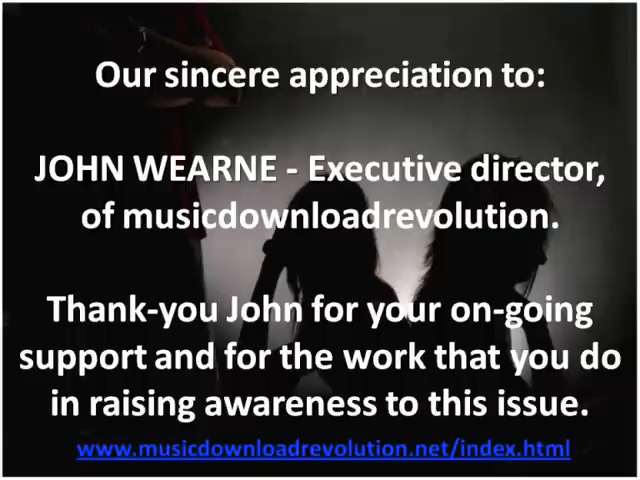 Our sincere appreciation to:
JOHN WEARNE - Executive director,
of musicdownloadrevolution.
Thank-you John for your on-going
support and for the work that you do
in raising awareness to this issue.
www.musicdownloadrevolution.net/index.html